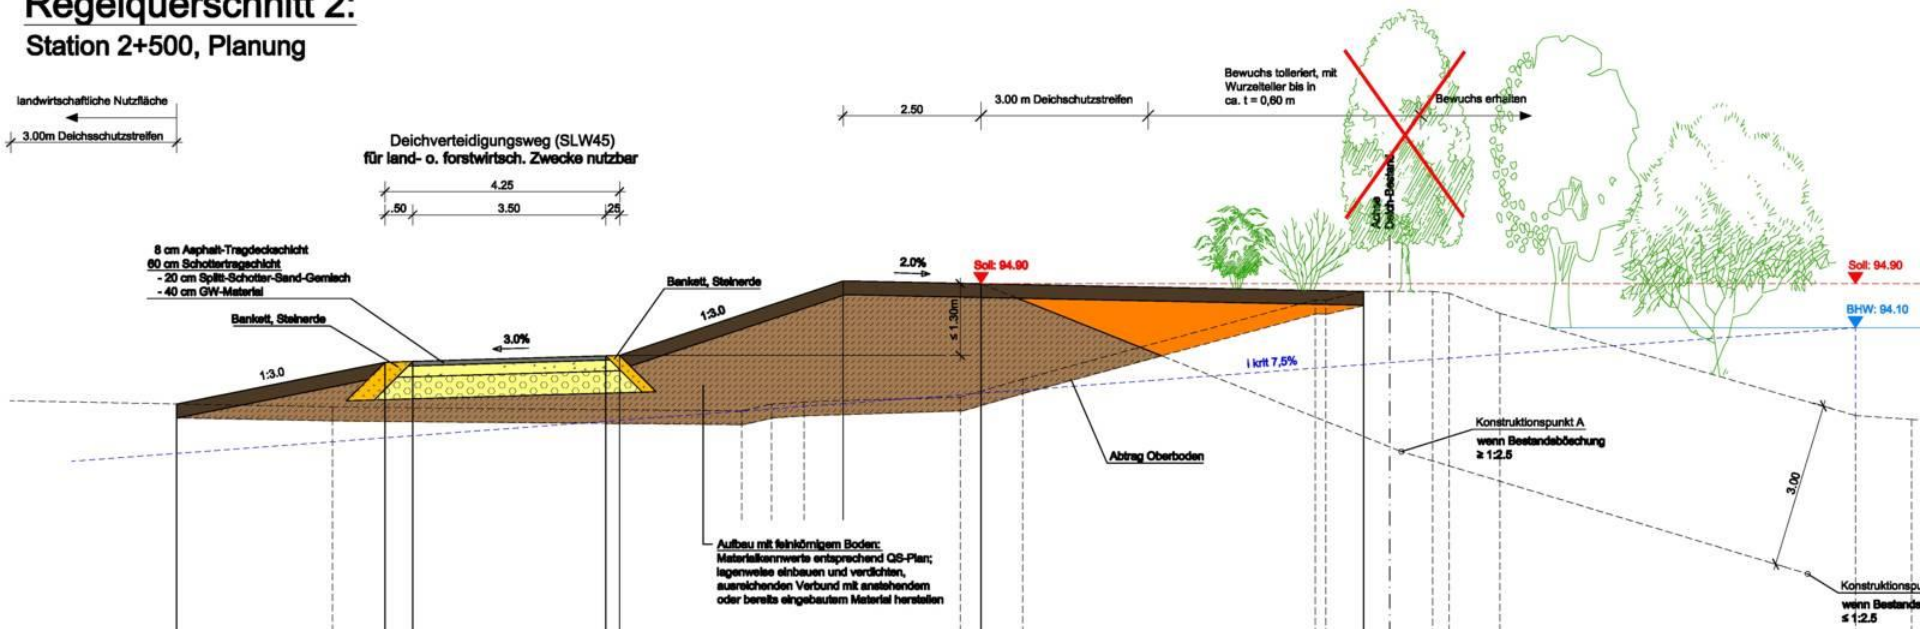 Regelquerschnitt 2:
Station 2+500, Planung
landwirtschaftliche Nutzfläche
3.00m Deichsschutzstreifen
Deichverteidigungsweg (SLW45)
für land- o. forstwirtsch. Zwecke nutzbar
4.25
.50
3.50
.25
2.50
3.00 m Deichschutzstreifen
Bewuchs tolleriert, mit
Wurzelteller bis in
ca. t = 0,60 m
Bewuchs erhalten
Achse
Deich-Bestand
8 cm Asphalt-Tragdeckschicht
60 cm Schottertragschicht
- 20 cm Splitt-Schotter-Sand-Gemisch
- 40 cm GW-Material
Bankett, Steinerde
Bankett, Steinerde
1:3.0
3.0%
1:3.0
2.0%
Soll: 94.90
≤ 1.30m
Soll: 94.90
BHW: 94.10
i krit 7,5%
Abtrag Oberboden
Konstruktionspunkt A
wenn Bestandsböschung
≥ 1:2.5
3.00
Aufbau mit feinkörnigem Boden:
Materialkennwerte entsprechend QS-Plan;
lagenweise einbauen und verdichten,
ausreichenden Verbund mit anstehendem
oder bereits eingebautem Material herstellen
Konstruktionspu
wenn Bestands
≤ 1:2.5